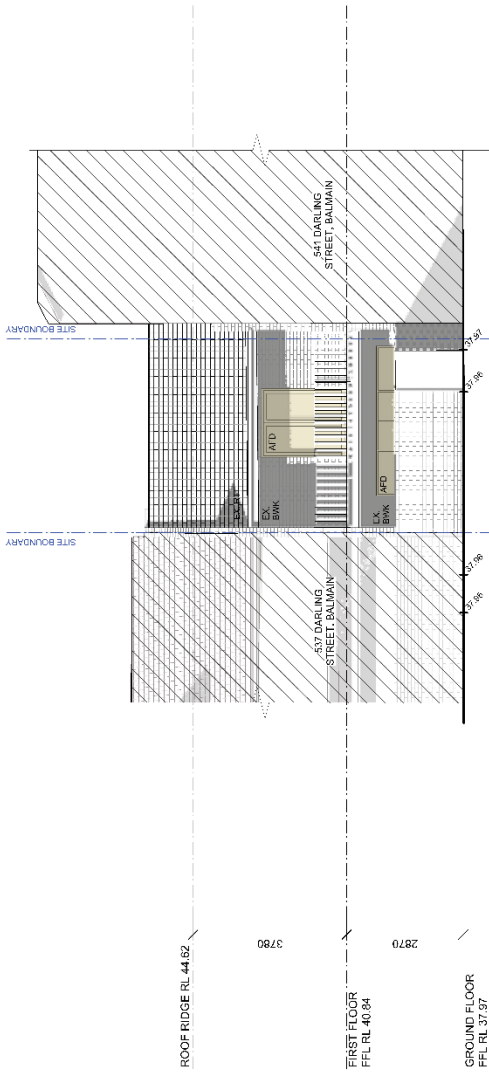 SITE BOUNDARY
SITE BOUNDARY
541 DARLING
STREET, BALMAIN
537 DARLING
STREET, BALMAIN
EX.
BWK
AFD
EX.
BWK
AFD
37.97
37.96
37.96
37.96
ROOF RIDGE RL 44.62
3780
FIRST FLOOR
FFL RL 40.84
2870
GROUND FLOOR
FFL RL 37.97